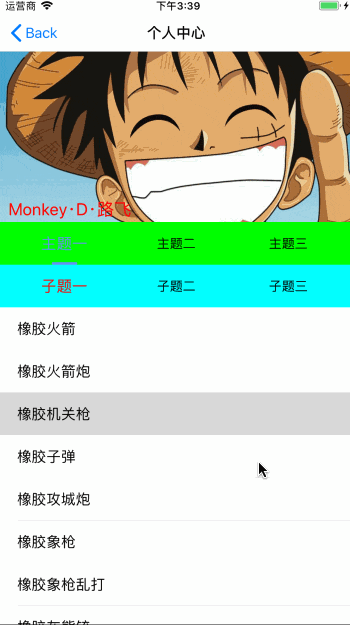 运营商 下午3:39
Back 个人中心
Monkey·D·路飞
主题一 主题二 主题三
子题一 子题二 子题三
橡胶火箭
橡胶火箭炮
橡胶机关枪
橡胶子弹
橡胶攻城炮
橡胶象枪
橡胶象枪乱打